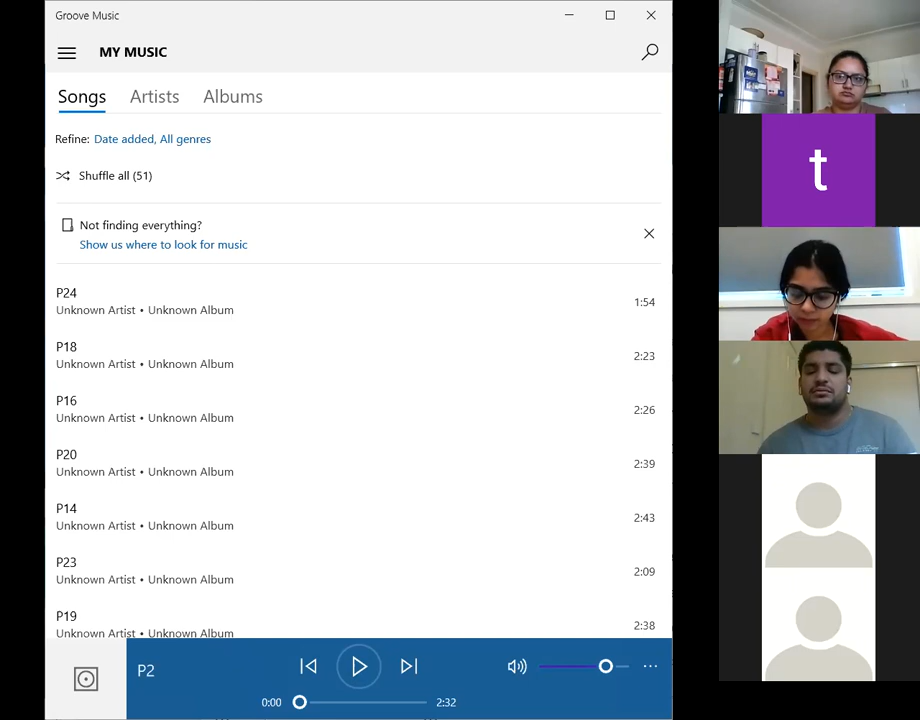 Groove Music
MY MUSIC
Songs Artists Albums
Refine: Date added, All genres
Shuffle all (51)
Not finding everything?
Show us where to look for music
P24
Unknown Artist • Unknown Album
1:54
P18
Unknown Artist • Unknown Album
2:23
P16
Unknown Artist • Unknown Album
2:26
P20
Unknown Artist • Unknown Album
2:39
P14
Unknown Artist • Unknown Album
2:43
P23
Unknown Artist • Unknown Album
2:09
P19
Unknown Artist • Unknown Album
2:38
P2
0:00 2:32
t